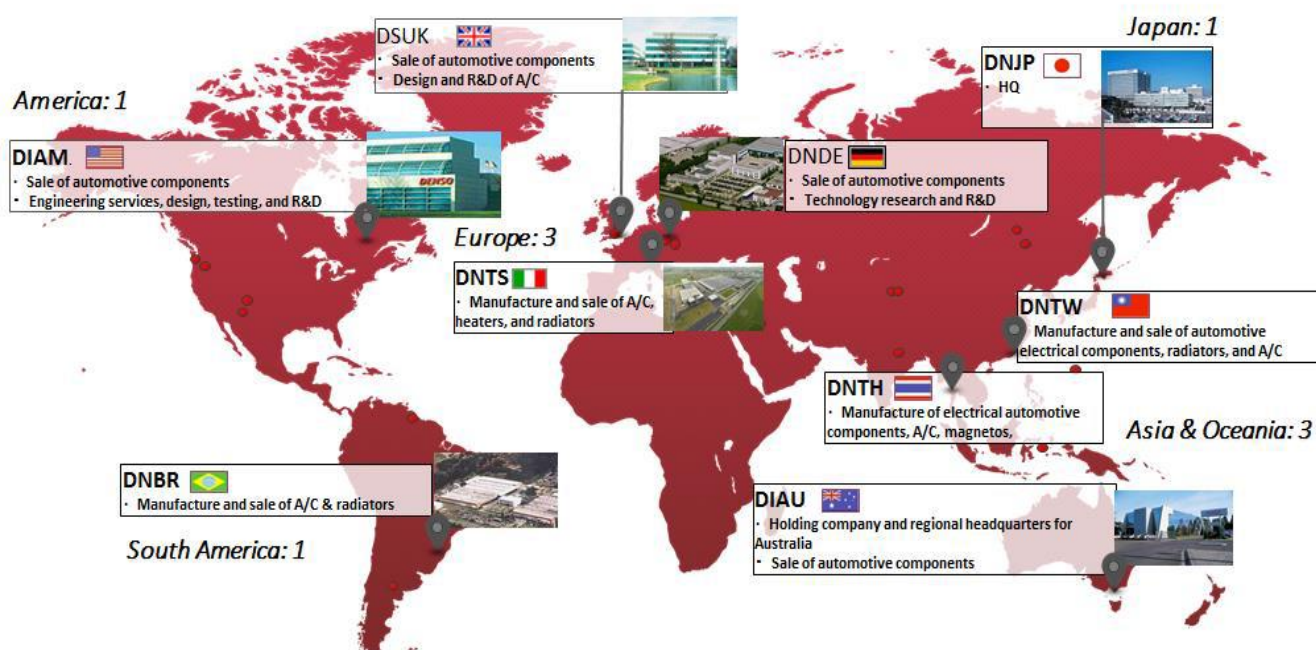 Japan: 1
DSUK
· Sale of automotive components
· Design and R&D of A/C
DNJP
· HQ
America: 1
DIAM.
· Sale of automotive components
· Engineering services, design, testing, and R&D
DENSO
DNDE
· Sale of automotive components
· Technology research and R&D
Europe: 3
DNTS
· Manufacture and sale of A/C,
heaters, and radiators
DNTW
· Manufacture and sale of automotive
electrical components, radiators, and A/C
DNTH
· Manufacture of electrical automotive
components, A/C, magnetos,
Asia & Oceania: 3
DNBR
· Manufacture and sale of A/C & radiators
South America: 1
DIAU
· Holding company and regional headquarters for
Australia
· Sale of automotive components